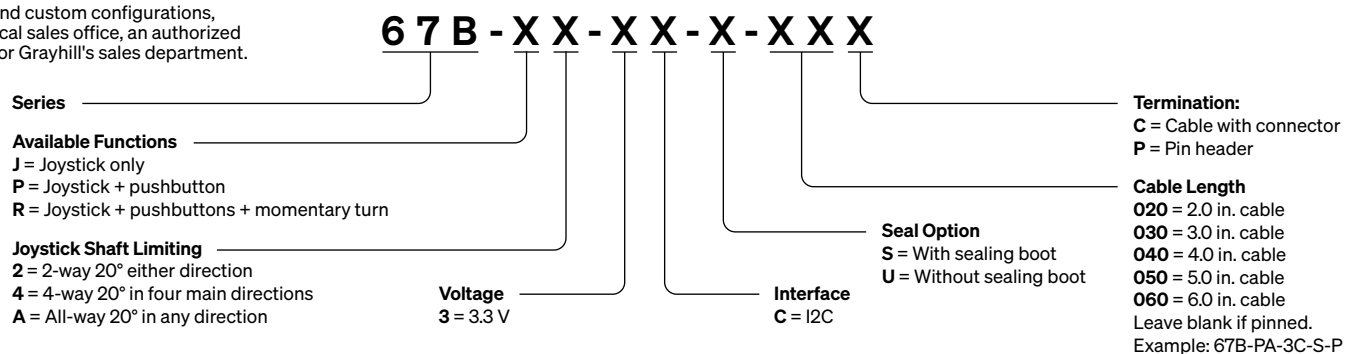 nd custom configurations,
cal sales office, an authorized
or Grayhill's sales department.
67B-XX-XX-X-XXX
Series
Available Functions
J = Joystick only
P = Joystick + pushbutton
R = Joystick + pushbuttons + momentary turn
Joystick Shaft Limiting
2 = 2-way 20° either direction
4 = 4-way 20° in four main directions
A = All-way 20° in any direction
Voltage
3 = 3.3 V
Interface
C = I2C
Seal Option
S = With sealing boot
U = Without sealing boot
Termination:
C = Cable with connector
P = Pin header
Cable Length
020 = 2.0 in. cable
030 = 3.0 in. cable
040 = 4.0 in. cable
050 = 5.0 in. cable
060 = 6.0 in. cable
Leave blank if pinned.
Example: 67B-PA-3C-S-P